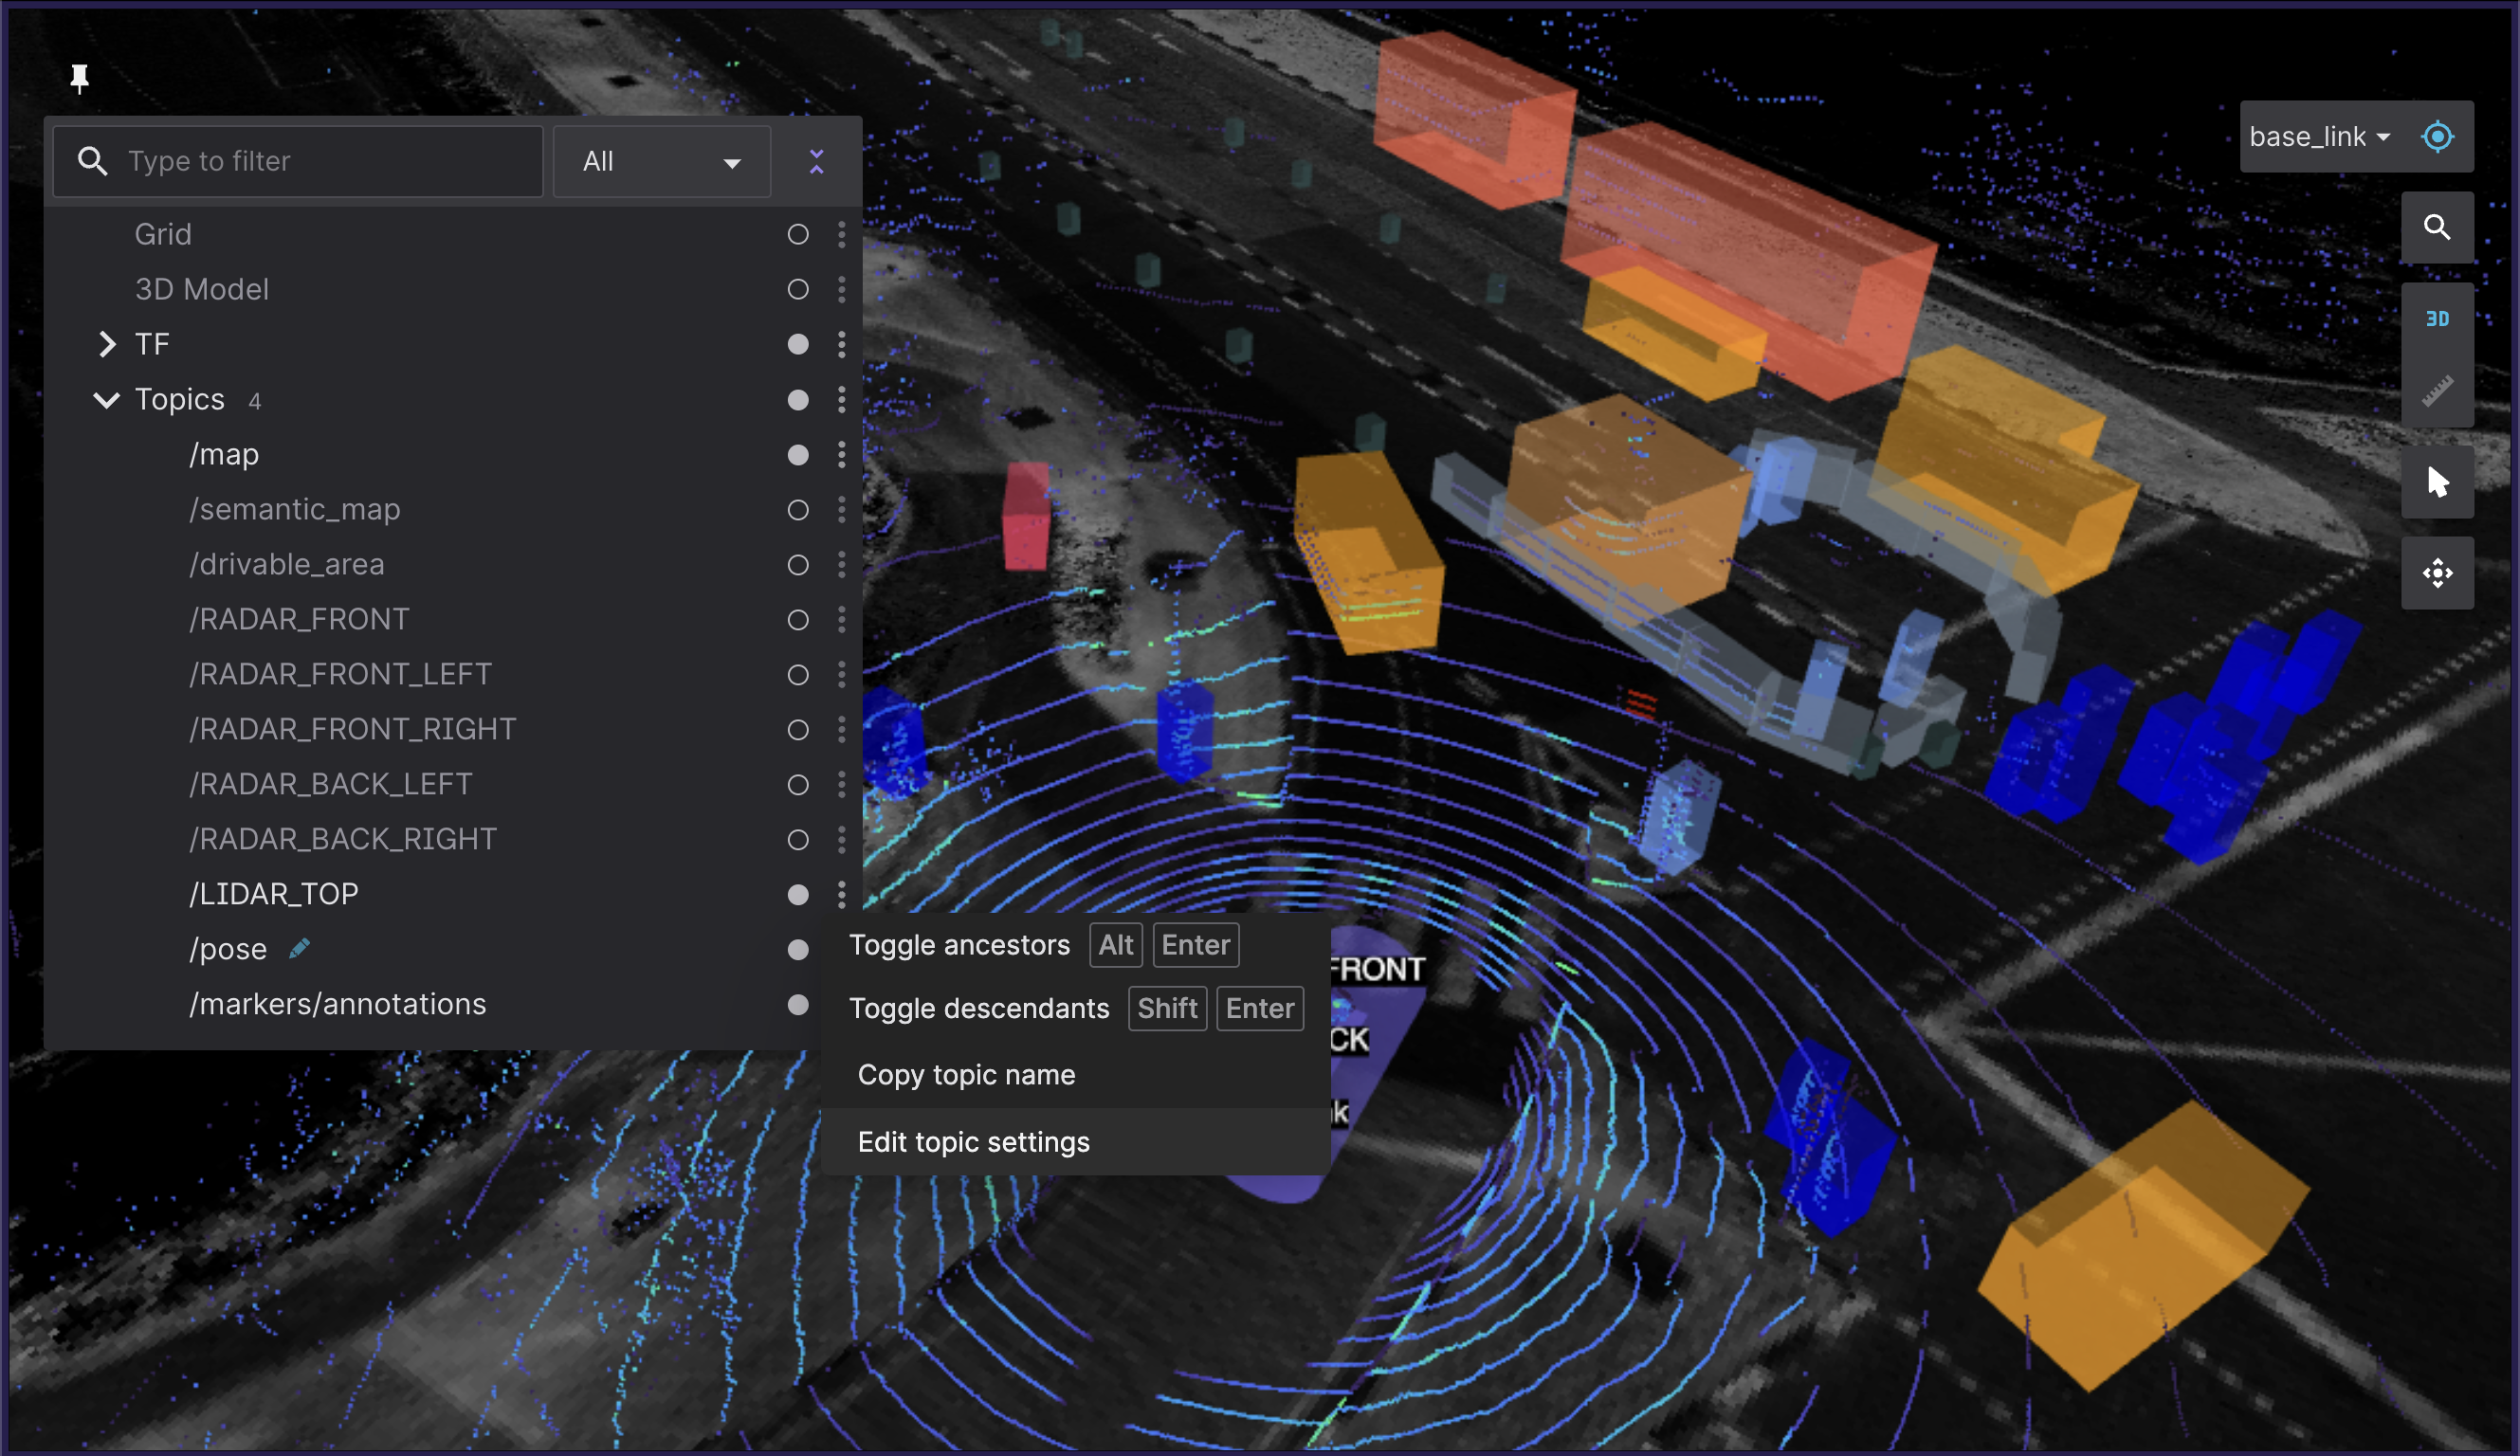 Type to filter
All
base_link
Grid
3D Model
TF
3D
Topics 4
/map
/semantic_map
/drivable_area
/RADAR_FRONT
/RADAR_FRONT_LEFT
/RADAR_FRONT_RIGHT
/RADAR_BACK_LEFT
/RADAR_BACK_RIGHT
/LIDAR_TOP
/pose
/markers/annotations
Toggle ancestors Alt Enter
Toggle descendants Shift Enter
Copy topic name
Edit topic settings
FRONT
CK